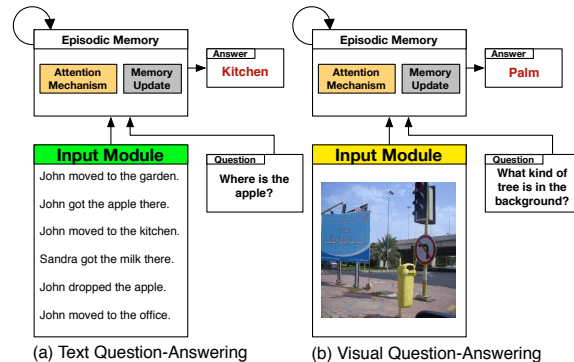 Episodic Memory
Attention
Mechanism
Memory
Update
Answer
Kitchen
Input Module
John moved to the garden.
John got the apple there.
John moved to the kitchen.
Sandra got the milk there.
John dropped the apple.
John moved to the office.
Question
Where is the
apple?
(a) Text Question-Answering
Episodic Memory
Attention
Mechanism
Memory
Update
Answer
Palm
Input Module
Question
What kind of
tree is in the
background?
(b) Visual Question-Answering